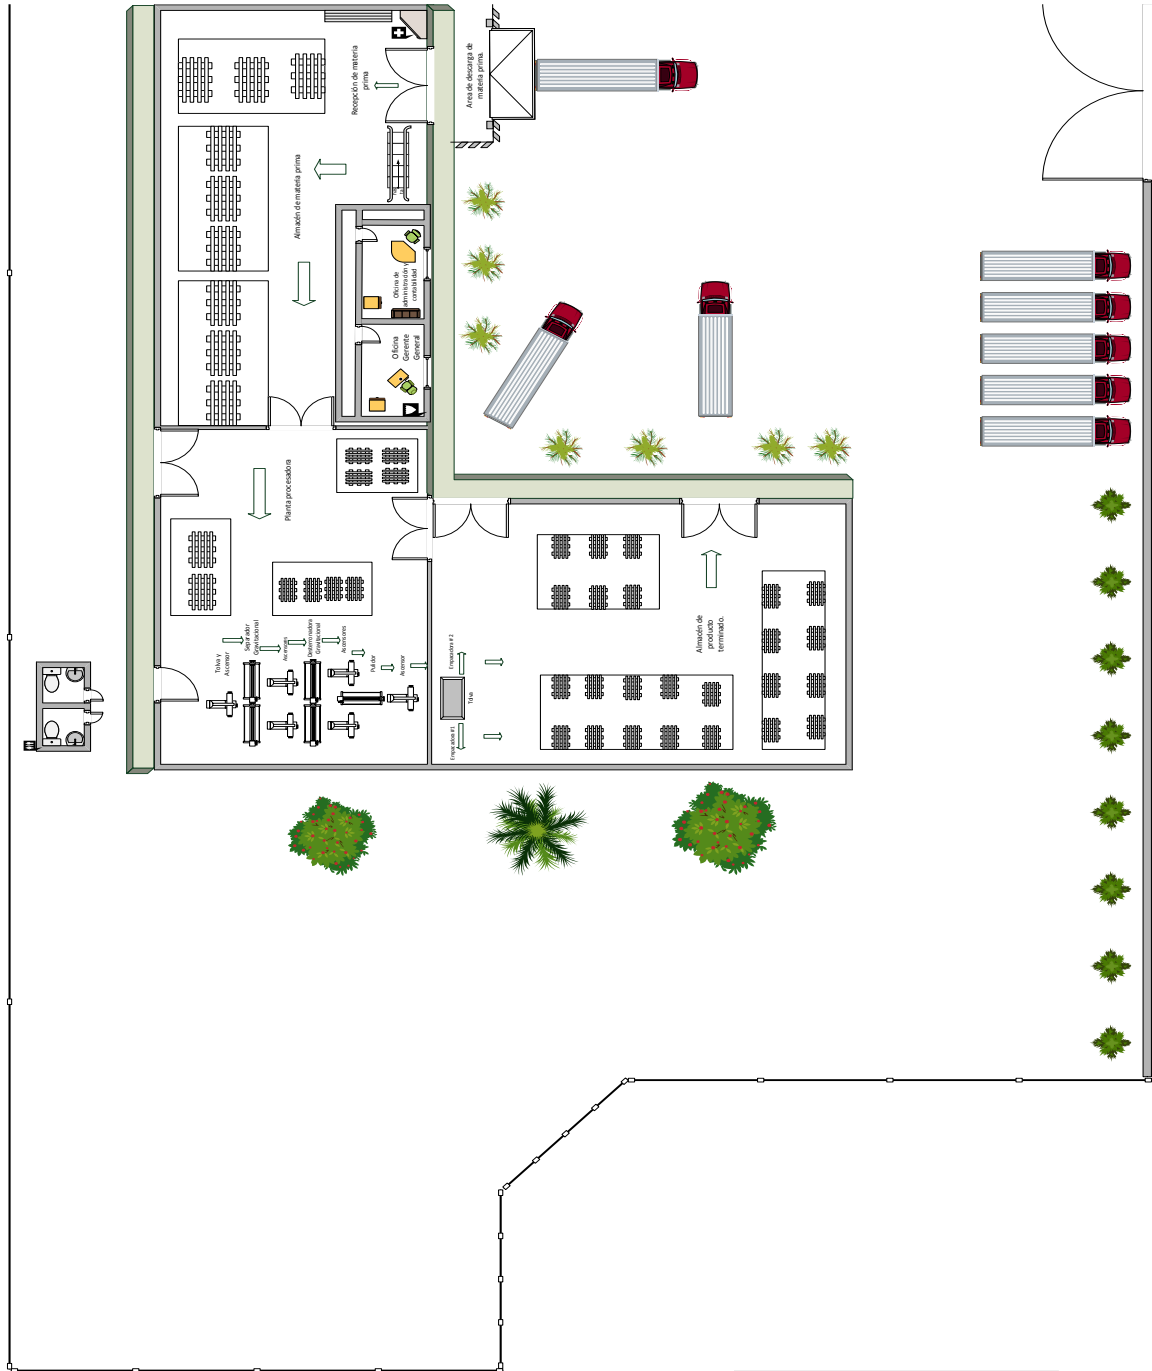 Recepción de materia
prima
Area de descarga de
materia prima.
Almacén de materia prima
Oficina de
administración y
contabilidad
Oficina
Gerente
General
Planta procesadora
Tolva y
Ascensor
Separador
Gravitacional
Ascensores
Desterronadora
Gravitacional
Ascensores
Pulidor
Ascensor
Empacadora # 2
Tolva
Empacadora #1
Almacén de
producto
terminado.